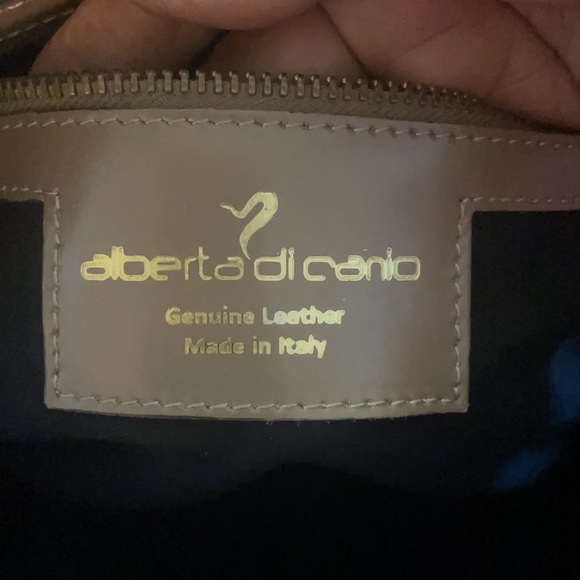 alberta di canio
Genuine Leather
Made in Italy